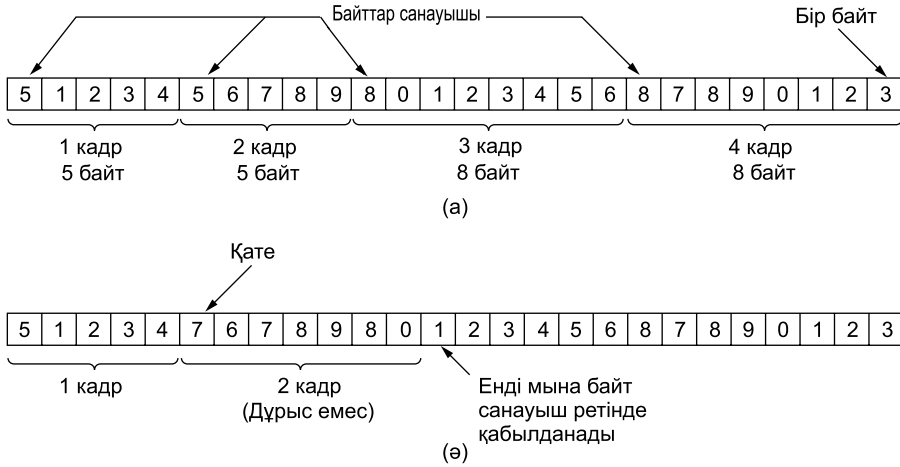 Байттар санауышы
Бір байт
5 1 2 3 4 5 6 7 8 9 8 0 1 2 3 4 5 6 8 7 8 9 0 1 2 3
1 кадр 2 кадр 3 кадр 4 кадр
5 байт 5 байт 8 байт 8 байт
(а)
Қате
5 1 2 3 4 7 6 7 8 9 8 0 1 2 3 4 5 6 8 7 8 9 0 1 2 3
1 кадр 2 кадр Енді мына байт
(Дұрыс емес) санауыш ретінде
қабылданады
(ә)